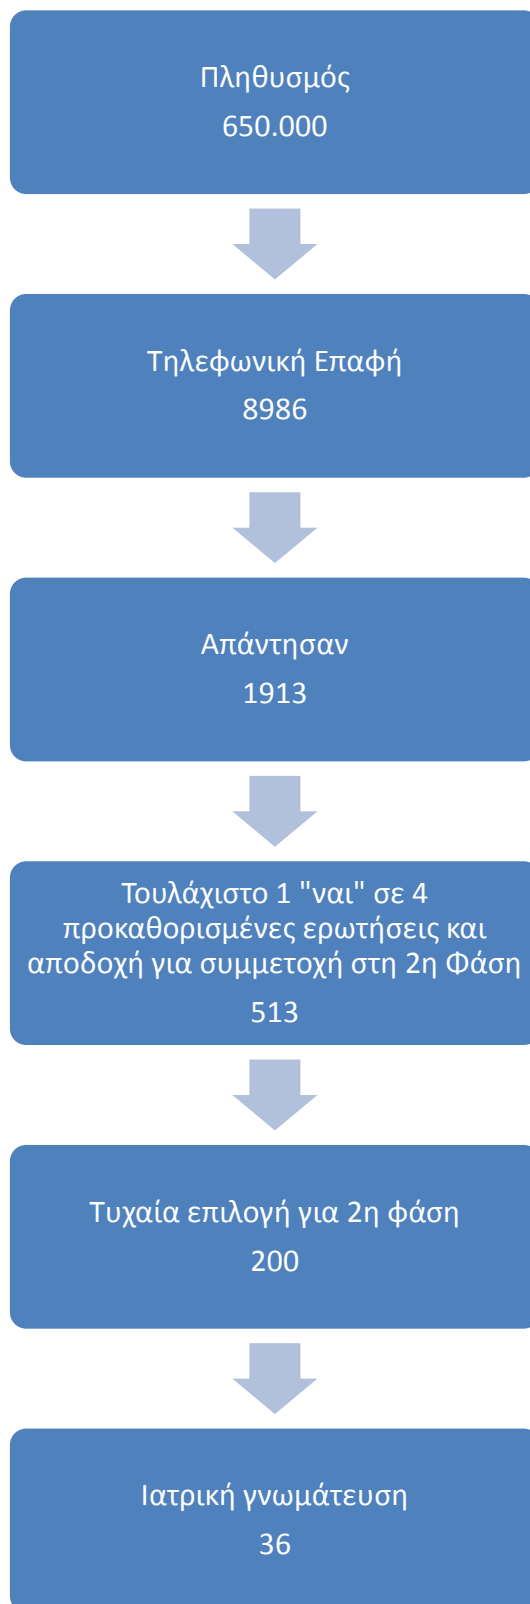 Πληθυσμός
650.000
Τηλεφωνική Επαφή
8986
Απάντησαν
1913
Τουλάχιστο 1 "ναι" σε 4
προκαθορισμένες ερωτήσεις και
αποδοχή για συμμετοχή στη 2η Φάση
513
Τυχαία επιλογή για 2η φάση
200
Ιατρική γνωμάτευση
36